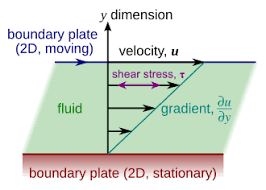 y dimension
boundary plate
(2D, moving)
velocity, u
shear stress, τ
fluid
gradient, ∂u/∂y
boundary plate (2D, stationary)